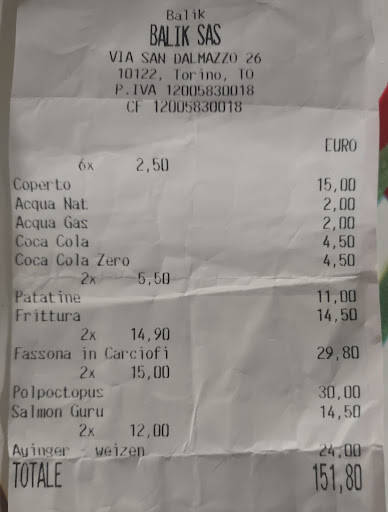 Balik
BALIK SAS
VIA SAN DALMAZZO 26
10122, Torino, TO
P.IVA 12005830018
CF 12005830018
EURO
6x 2,50
Coperto 15,00
Acqua Nat 2,00
Acqua Gas 2,00
Coca Cola 4,50
Coca Cola Zero 4,50
2x 5,50
Patatine 11,00
Frittura 14,50
2x 14,90
Fassona in Carciofi 29,80
2x 15,00
Polpoctopus 30,00
Salmon Guru 14,50
2x 12,00
Ayinger - weizen 24,00
TOTALE 151,80